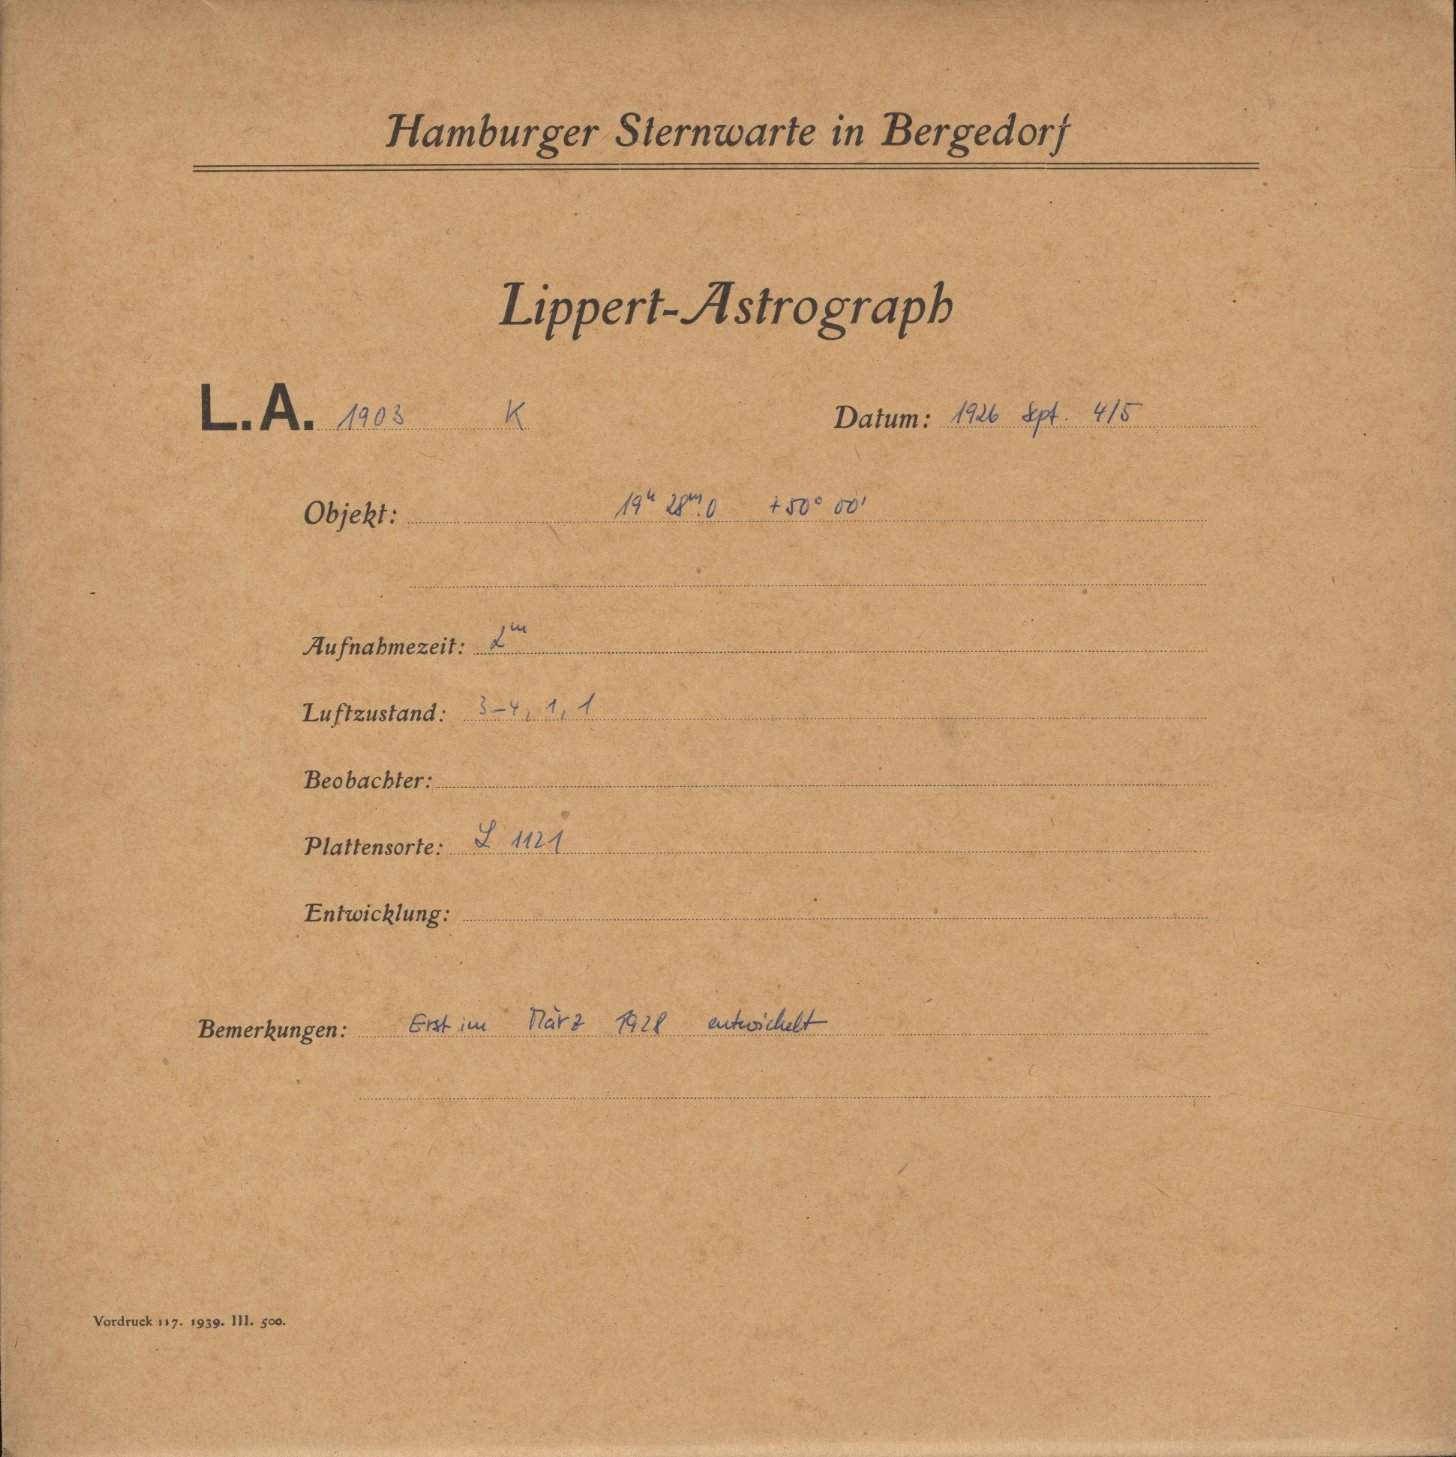 Hamburger Sternwarte in Bergedorf
Lippert-Astrograph
L.A. 1903 K Datum: 1926 Sept. 4/5
Objekt: 19h 28m.0 +50° 00'
Aufnahmezeit: 2m
Luftzustand: 3–4, 1, 1
Beobachter:
Plattensorte: L 1121
Entwicklung:
Bemerkungen: Erst im März 1928 entwickelt
Vordruck 117. 1939. III. 500.